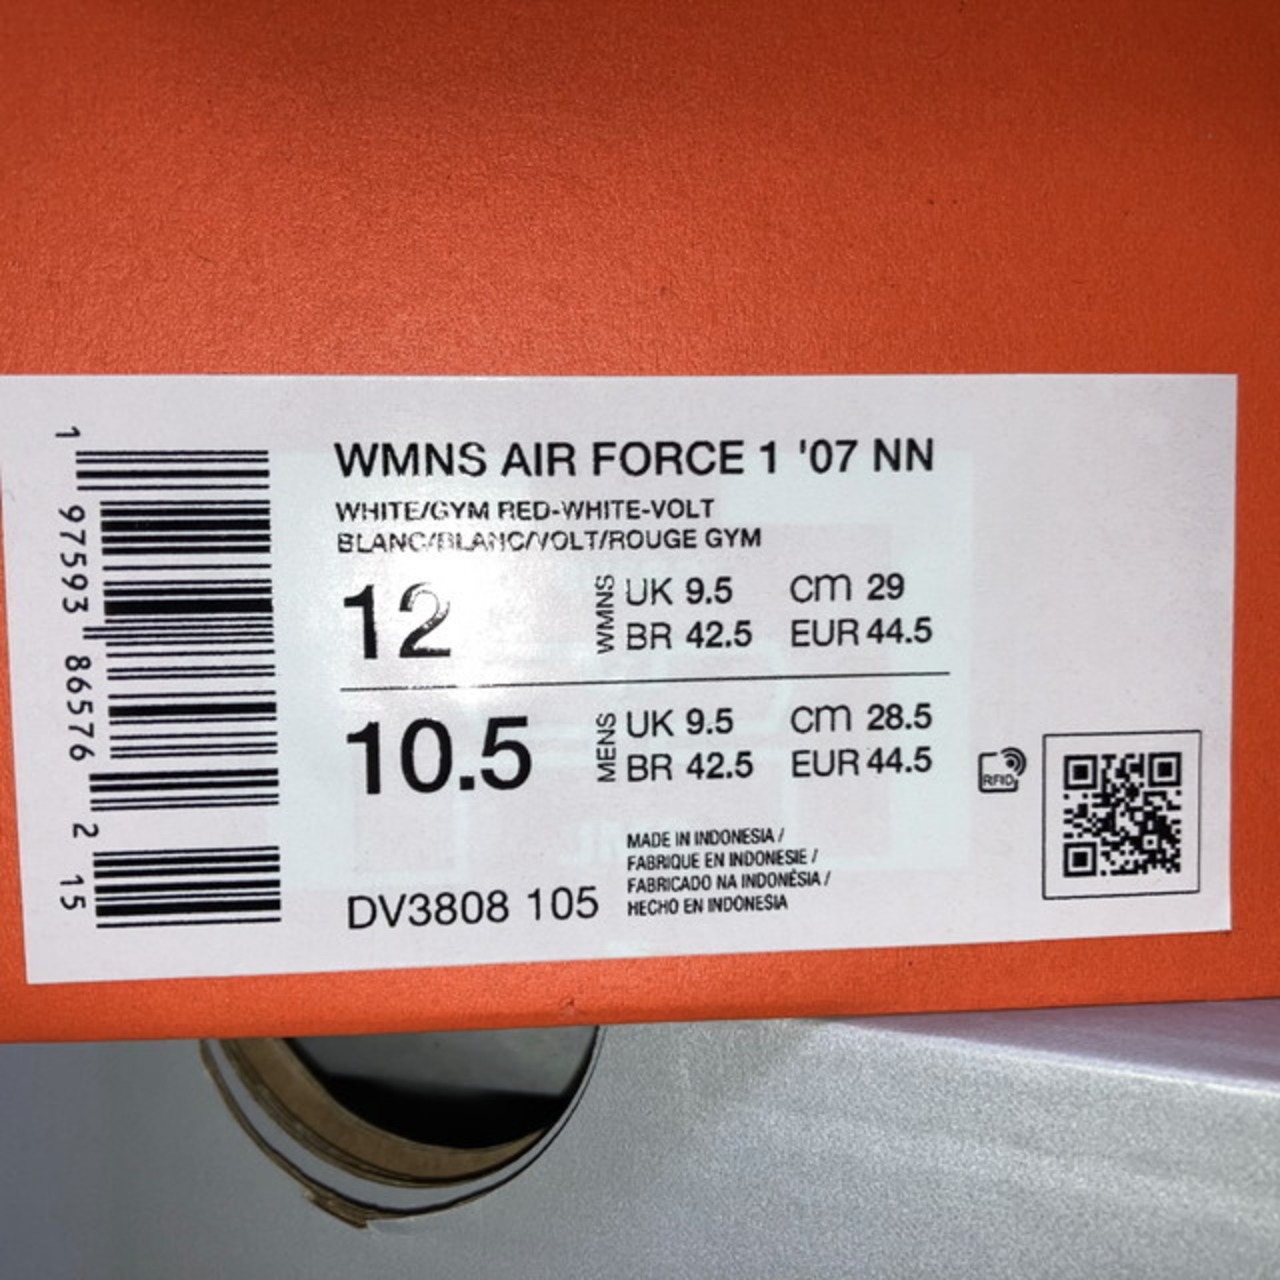 WMNS AIR FORCE 1 '07 NN
WHITE/GYM RED-WHITE-VOLT
BLANC/BLANC/VOLT/ROUGE GYM
12 WMNS UK 9.5 CM 29
BR 42.5 EUR 44.5
10.5 MENS UK 9.5 CM 28.5
BR 42.5 EUR 44.5
RFID
MADE IN INDONESIA /
FABRIQUE EN INDONESIE /
FABRICADO NA INDONÉSIA /
HECHO EN INDONESIA
DV3808 105
1 97593 86576 2 15